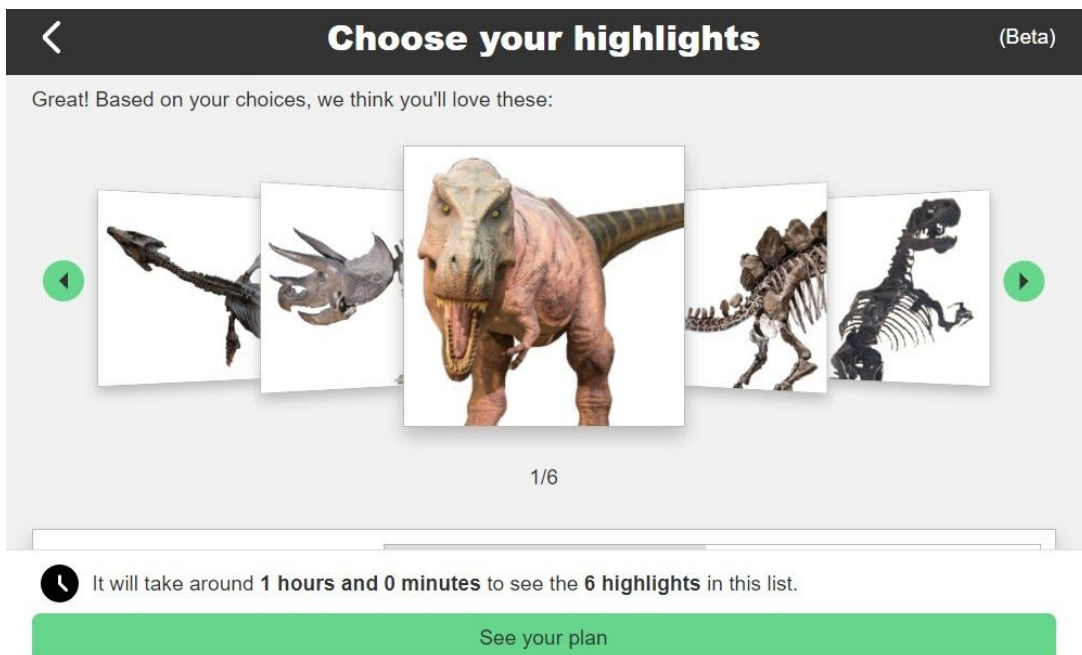 Choose your highlights
(Beta)
Great! Based on your choices, we think you'll love these:
1/6
It will take around 1 hours and 0 minutes to see the 6 highlights in this list.
See your plan